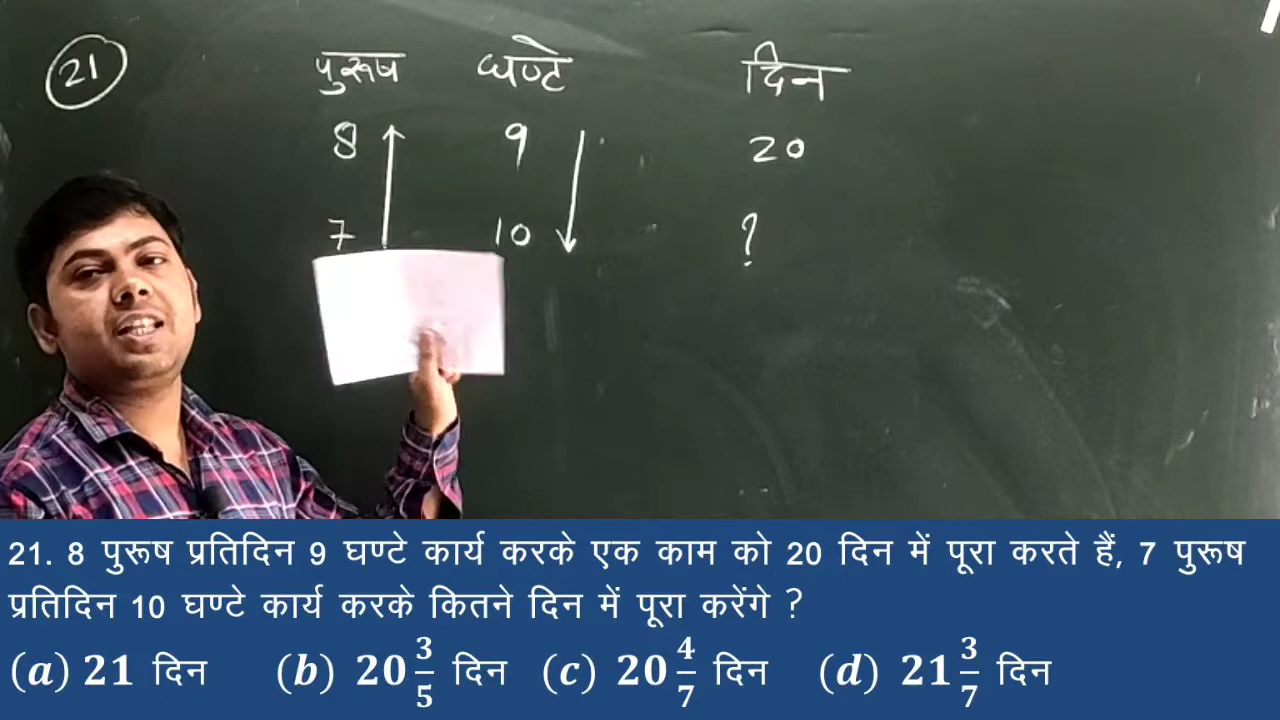 21
पुरूष घण्टे दिन
8 9 20
7 10 ?
21. 8 पुरूष प्रतिदिन 9 घण्टे कार्य करके एक काम को 20 दिन में पूरा करते हैं, 7 पुरूष
प्रतिदिन 10 घण्टे कार्य करके कितने दिन में पूरा करेंगे ?
(a) 21 दिन (b) 20 3/5 दिन (c) 20 4/7 दिन (d) 21 3/7 दिन